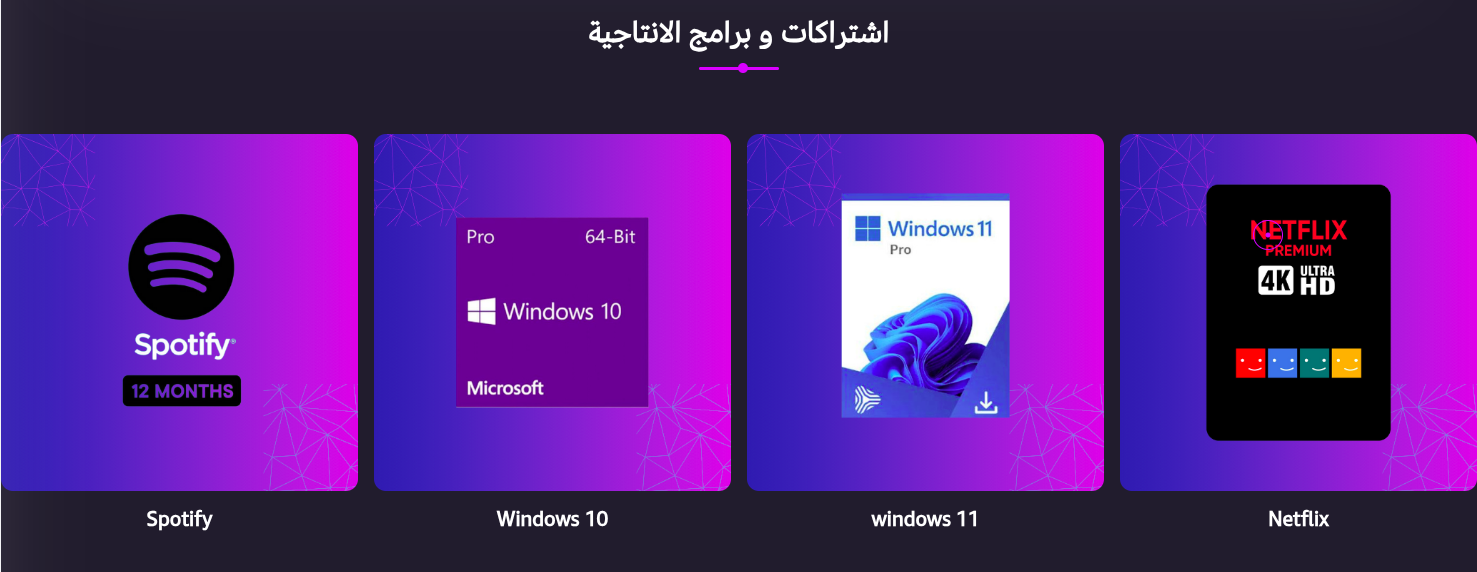 اشتراكات و برامج الانتاجية
Spotify®
12 MONTHS
Spotify
Pro 64-Bit
Windows 10
Microsoft
Windows 10
Windows 11
Pro
windows 11
NETFLIX
PREMIUM
4K ULTRA HD
Netflix